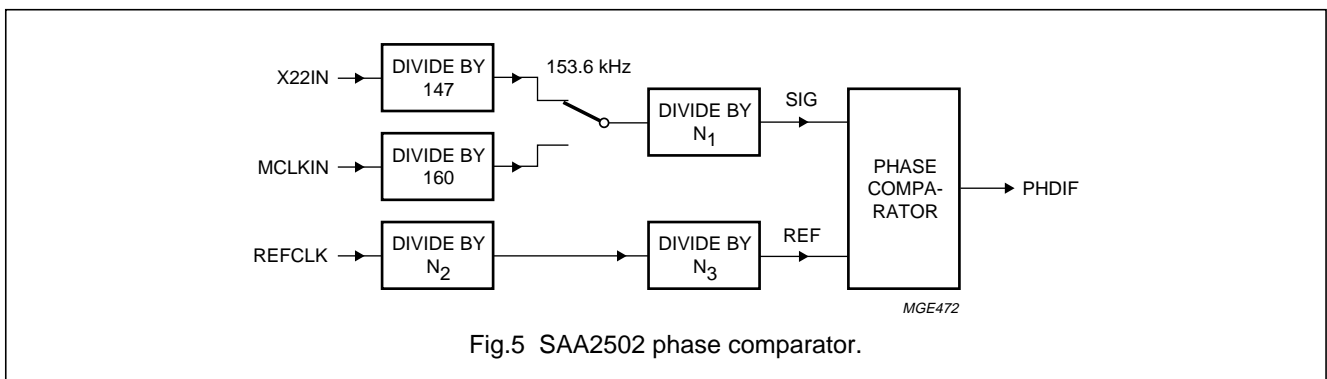 X22IN
DIVIDE BY
147
153.6 kHz
MCLKIN
DIVIDE BY
160
DIVIDE BY
N1
SIG
REFCLK
DIVIDE BY
N2
DIVIDE BY
N3
REF
PHASE
COMPA-
RATOR
PHDIF
MGE472
Fig.5 SAA2502 phase comparator.